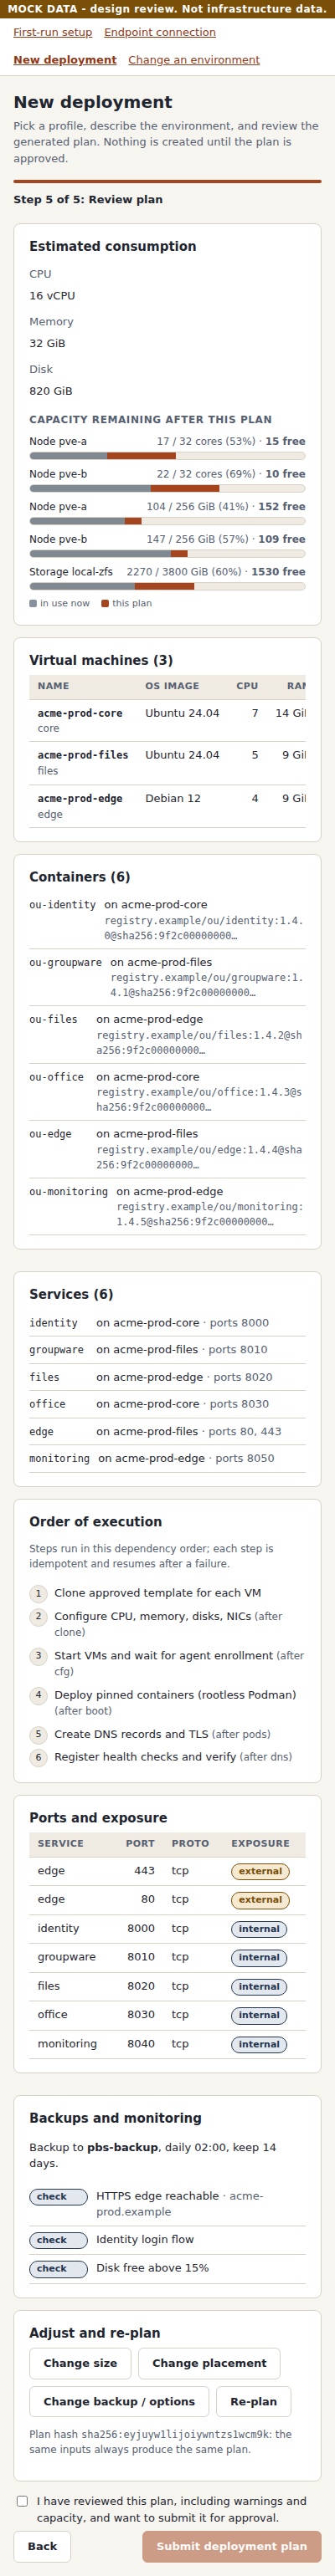 MOCK DATA - design review. Not infrastructure data.
First-run setup Endpoint connection
New deployment Change an environment
New deployment
Pick a profile, describe the environment, and review the
generated plan. Nothing is created until the plan is
approved.
Step 5 of 5: Review plan
Estimated consumption
CPU
16 vCPU
Memory
32 GiB
Disk
820 GiB
CAPACITY REMAINING AFTER THIS PLAN
Node pve-a 17 / 32 cores (53%) · 15 free
Node pve-b 22 / 32 cores (69%) · 10 free
Node pve-a 104 / 256 GiB (41%) · 152 free
Node pve-b 147 / 256 GiB (57%) · 109 free
Storage local-zfs 2270 / 3800 GiB (60%) · 1530 free
in use now this plan
Virtual machines (3)
NAME OS IMAGE CPU RAM
acme-prod-core Ubuntu 24.04 7 14 GiB
core
acme-prod-files Ubuntu 24.04 5 9 GiB
files
acme-prod-edge Debian 12 4 9 GiB
edge
Containers (6)
ou-identity on acme-prod-core
registry.example/ou/identity:1.4.
0@sha256:9f2c00000000…
ou-groupware on acme-prod-files
registry.example/ou/groupware:1.
4.1@sha256:9f2c00000000…
ou-files on acme-prod-edge
registry.example/ou/files:1.4.2@sh
a256:9f2c00000000…
ou-office on acme-prod-core
registry.example/ou/office:1.4.3@s
ha256:9f2c00000000…
ou-edge on acme-prod-files
registry.example/ou/edge:1.4.4@sha
256:9f2c00000000…
ou-monitoring on acme-prod-edge
registry.example/ou/monitoring:
1.4.5@sha256:9f2c00000000…
Services (6)
identity on acme-prod-core · ports 8000
groupware on acme-prod-files · ports 8010
files on acme-prod-edge · ports 8020
office on acme-prod-core · ports 8030
edge on acme-prod-files · ports 80, 443
monitoring on acme-prod-edge · ports 8050
Order of execution
Steps run in this dependency order; each step is
idempotent and resumes after a failure.
1 Clone approved template for each VM
2 Configure CPU, memory, disks, NICs (after
clone)
3 Start VMs and wait for agent enrollment (after
cfg)
4 Deploy pinned containers (rootless Podman)
(after boot)
5 Create DNS records and TLS (after pods)
6 Register health checks and verify (after dns)
Ports and exposure
SERVICE PORT PROTO EXPOSURE
edge 443 tcp external
edge 80 tcp external
identity 8000 tcp internal
groupware 8010 tcp internal
files 8020 tcp internal
office 8030 tcp internal
monitoring 8040 tcp internal
Backups and monitoring
Backup to pbs-backup, daily 02:00, keep 14
days.
check HTTPS edge reachable · acme-
prod.example
check Identity login flow
check Disk free above 15%
Adjust and re-plan
Change size Change placement
Change backup / options Re-plan
Plan hash sha256:eyjuyw1lijoiywntzs1wcm9k: the
same inputs always produce the same plan.
I have reviewed this plan, including warnings and
capacity, and want to submit it for approval.
Back Submit deployment plan